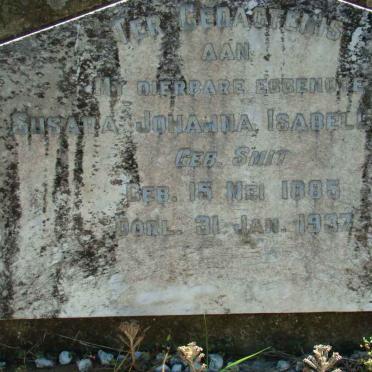 TER GEDAGTENIS
AAN
MY DIERBARE EGGENOTE
SUSARA JOHANNA ISABELL
GEB. SMIT
GEB. 15 MEI 1885
OORL. 31 JAN. 1937